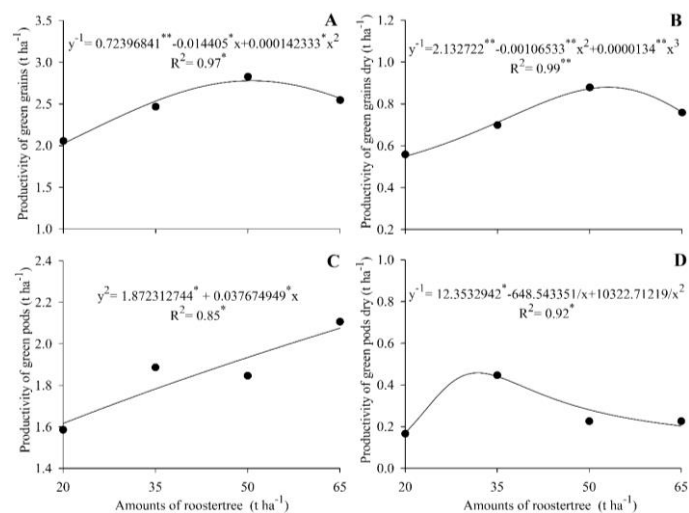 A
Productivity of green grains (t ha-1)
3.5
3.0
2.5
2.0
1.5
1.0
y-1 = 0.72396841**-0.014405*x+0.000142333*x2
R2= 0.97*
B
Productivity of green grains dry (t ha-1)
1.2
1.0
0.8
0.6
0.4
0.2
y-1=2.132722**-0.00106533**x2+0.0000134**x3
R2= 0.99**
C
Productivity of green pods (t ha-1)
2.4
2.2
2.0
1.8
1.6
1.4
y2= 1.872312744* + 0.037674949*x
R2= 0.85*
20
35
50
65
Amounts of roostertree (t ha-1)
D
Productivity of green pods dry (t ha-1)
1.0
0.8
0.6
0.4
0.2
0.0
y-1= 12.3532942*-648.543351/x+10322.71219/x2
R2= 0.92*
20
35
50
65
Amounts of roostertree (t ha-1)